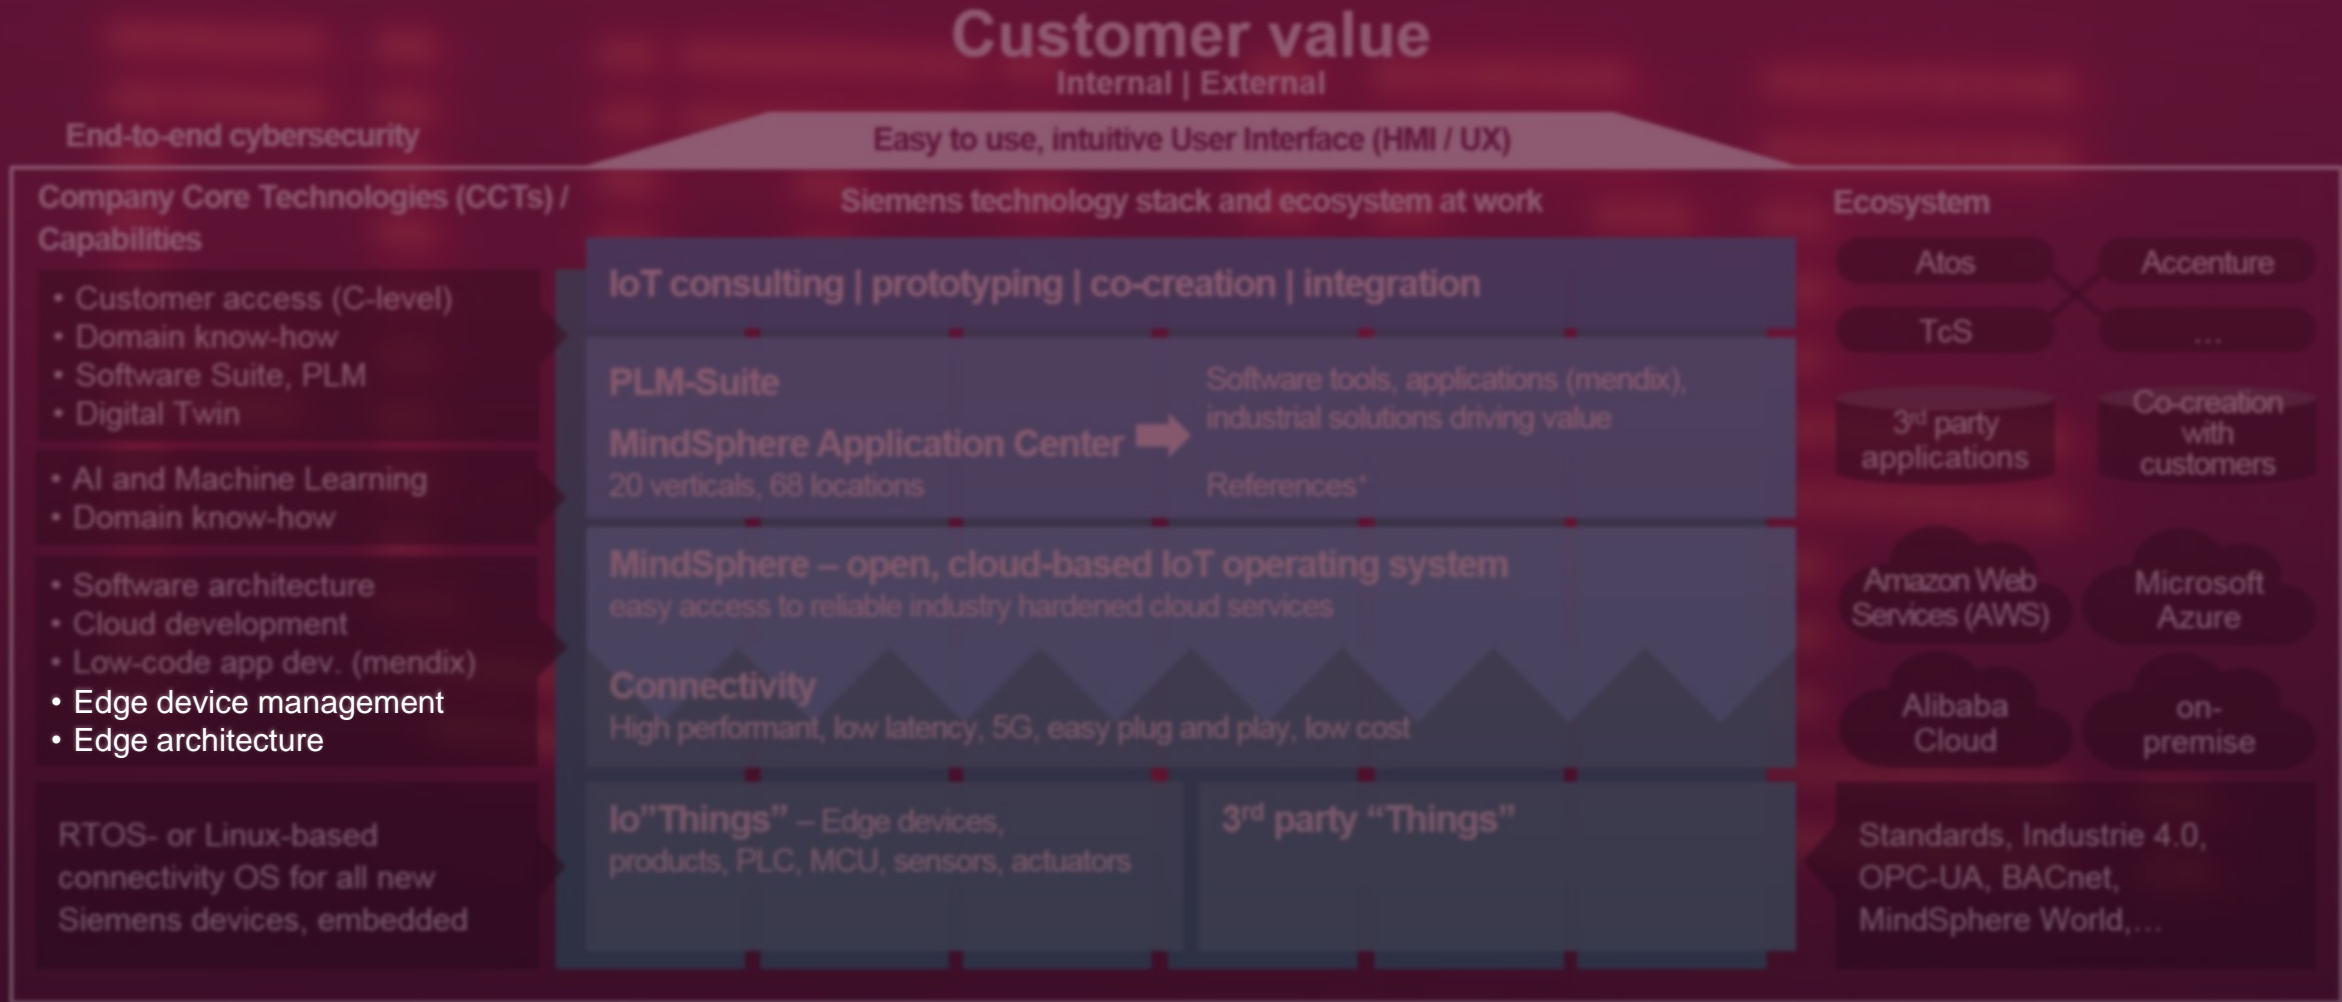 Customer value
Internal | External
End-to-end cybersecurity
Easy to use, intuitive User Interface (HMI / UX)
Company Core Technologies (CCTs) /
Capabilities
• Customer access (C-level)
• Domain know-how
• Software Suite, PLM
• Digital Twin
• AI and Machine Learning
• Domain know-how
• Software architecture
• Cloud development
• Low-code app dev. (mendix)
• Edge device management
• Edge architecture
RTOS- or Linux-based
connectivity OS for all new
Siemens devices, embedded
Siemens technology stack and ecosystem at work
IoT consulting | prototyping | co-creation | integration
PLM-Suite
MindSphere Application Center
20 verticals, 68 locations
Software tools, applications (mendix),
industrial solutions driving value
References*
MindSphere – open, cloud-based IoT operating system
easy access to reliable industry hardened cloud services
Connectivity
High performant, low latency, 5G, easy plug and play, low cost
Io”Things” – Edge devices,
products, PLC, MCU, sensors, actuators
3rd party “Things”
Ecosystem
Atos
Accenture
TcS
…
3rd party
applications
Co-creation
with
customers
Amazon Web
Services (AWS)
Microsoft
Azure
Alibaba
Cloud
on-
premise
Standards, Industrie 4.0,
OPC-UA, BACnet,
MindSphere World,…